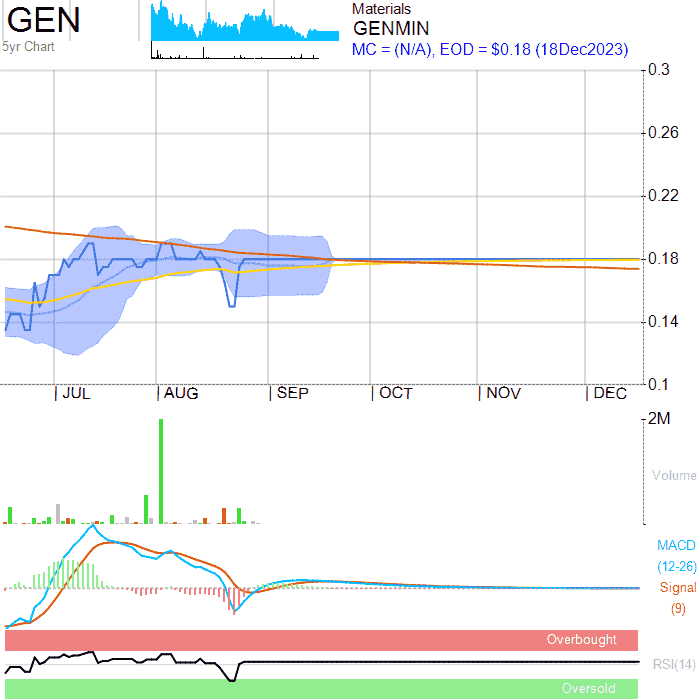 GEN
5yr Chart
Materials
GENMIN
MC = (N/A), EOD = $0.18 (18Dec2023)
0.3
0.26
0.22
0.18
0.14
0.1
JUL AUG SEP OCT NOV DEC
2M
Volume
MACD
(12-26)
Signal
(9)
Overbought
RSI(14)
Oversold